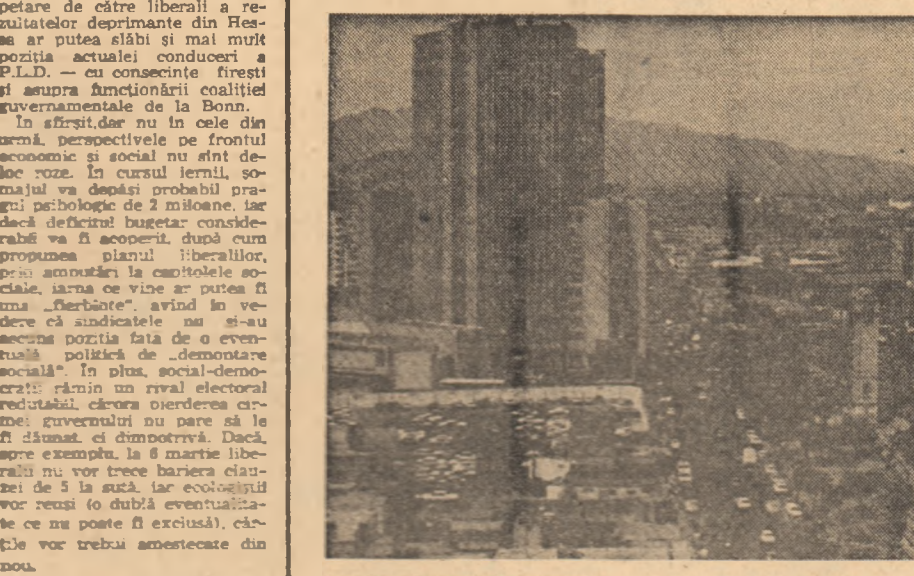 petare de către liberali a re-
zultatelor deprimante din Hes-
sa ar putea slăbi și mai mult
poziția actualei conduceri a
P.L.D. — cu consecințe firești
și asupra funcționării coaliției
guvernamentale de la Bonn.
În sfîrșit, dar nu în cele din
urmă, perspectivele pe frontul
economic și social nu sînt de-
loc roze. În cursul iernii, șo-
majul va depăși probabil pra-
gul psihologic de 2 milioane, iar
dacă deficitul bugetar conside-
rabil va fi acoperit, după cum
propunea planul liberalilor,
prin amputări la capitolele so-
ciale, iarna ce vine ar putea fi
una „fierbinte", avînd în ve-
dere că sindicatele nu și-au
ascuns poziția față de o even-
tuală politică de „demontare
socială". În plus, social-demo-
crații rămîn un rival electoral
redutabil, cărora pierderea cîr-
mei guvernului nu pare să le
fi dăunat, ci dimpotrivă. Dacă,
spre exemplu, la 6 martie libe-
ralii nu vor trece bariera clau-
zei de 5 la sută, iar ecologiștii
vor reuși (o dublă eventualita-
te ce nu poate fi exclusă), căr-
țile vor trebui amestecate din
nou.